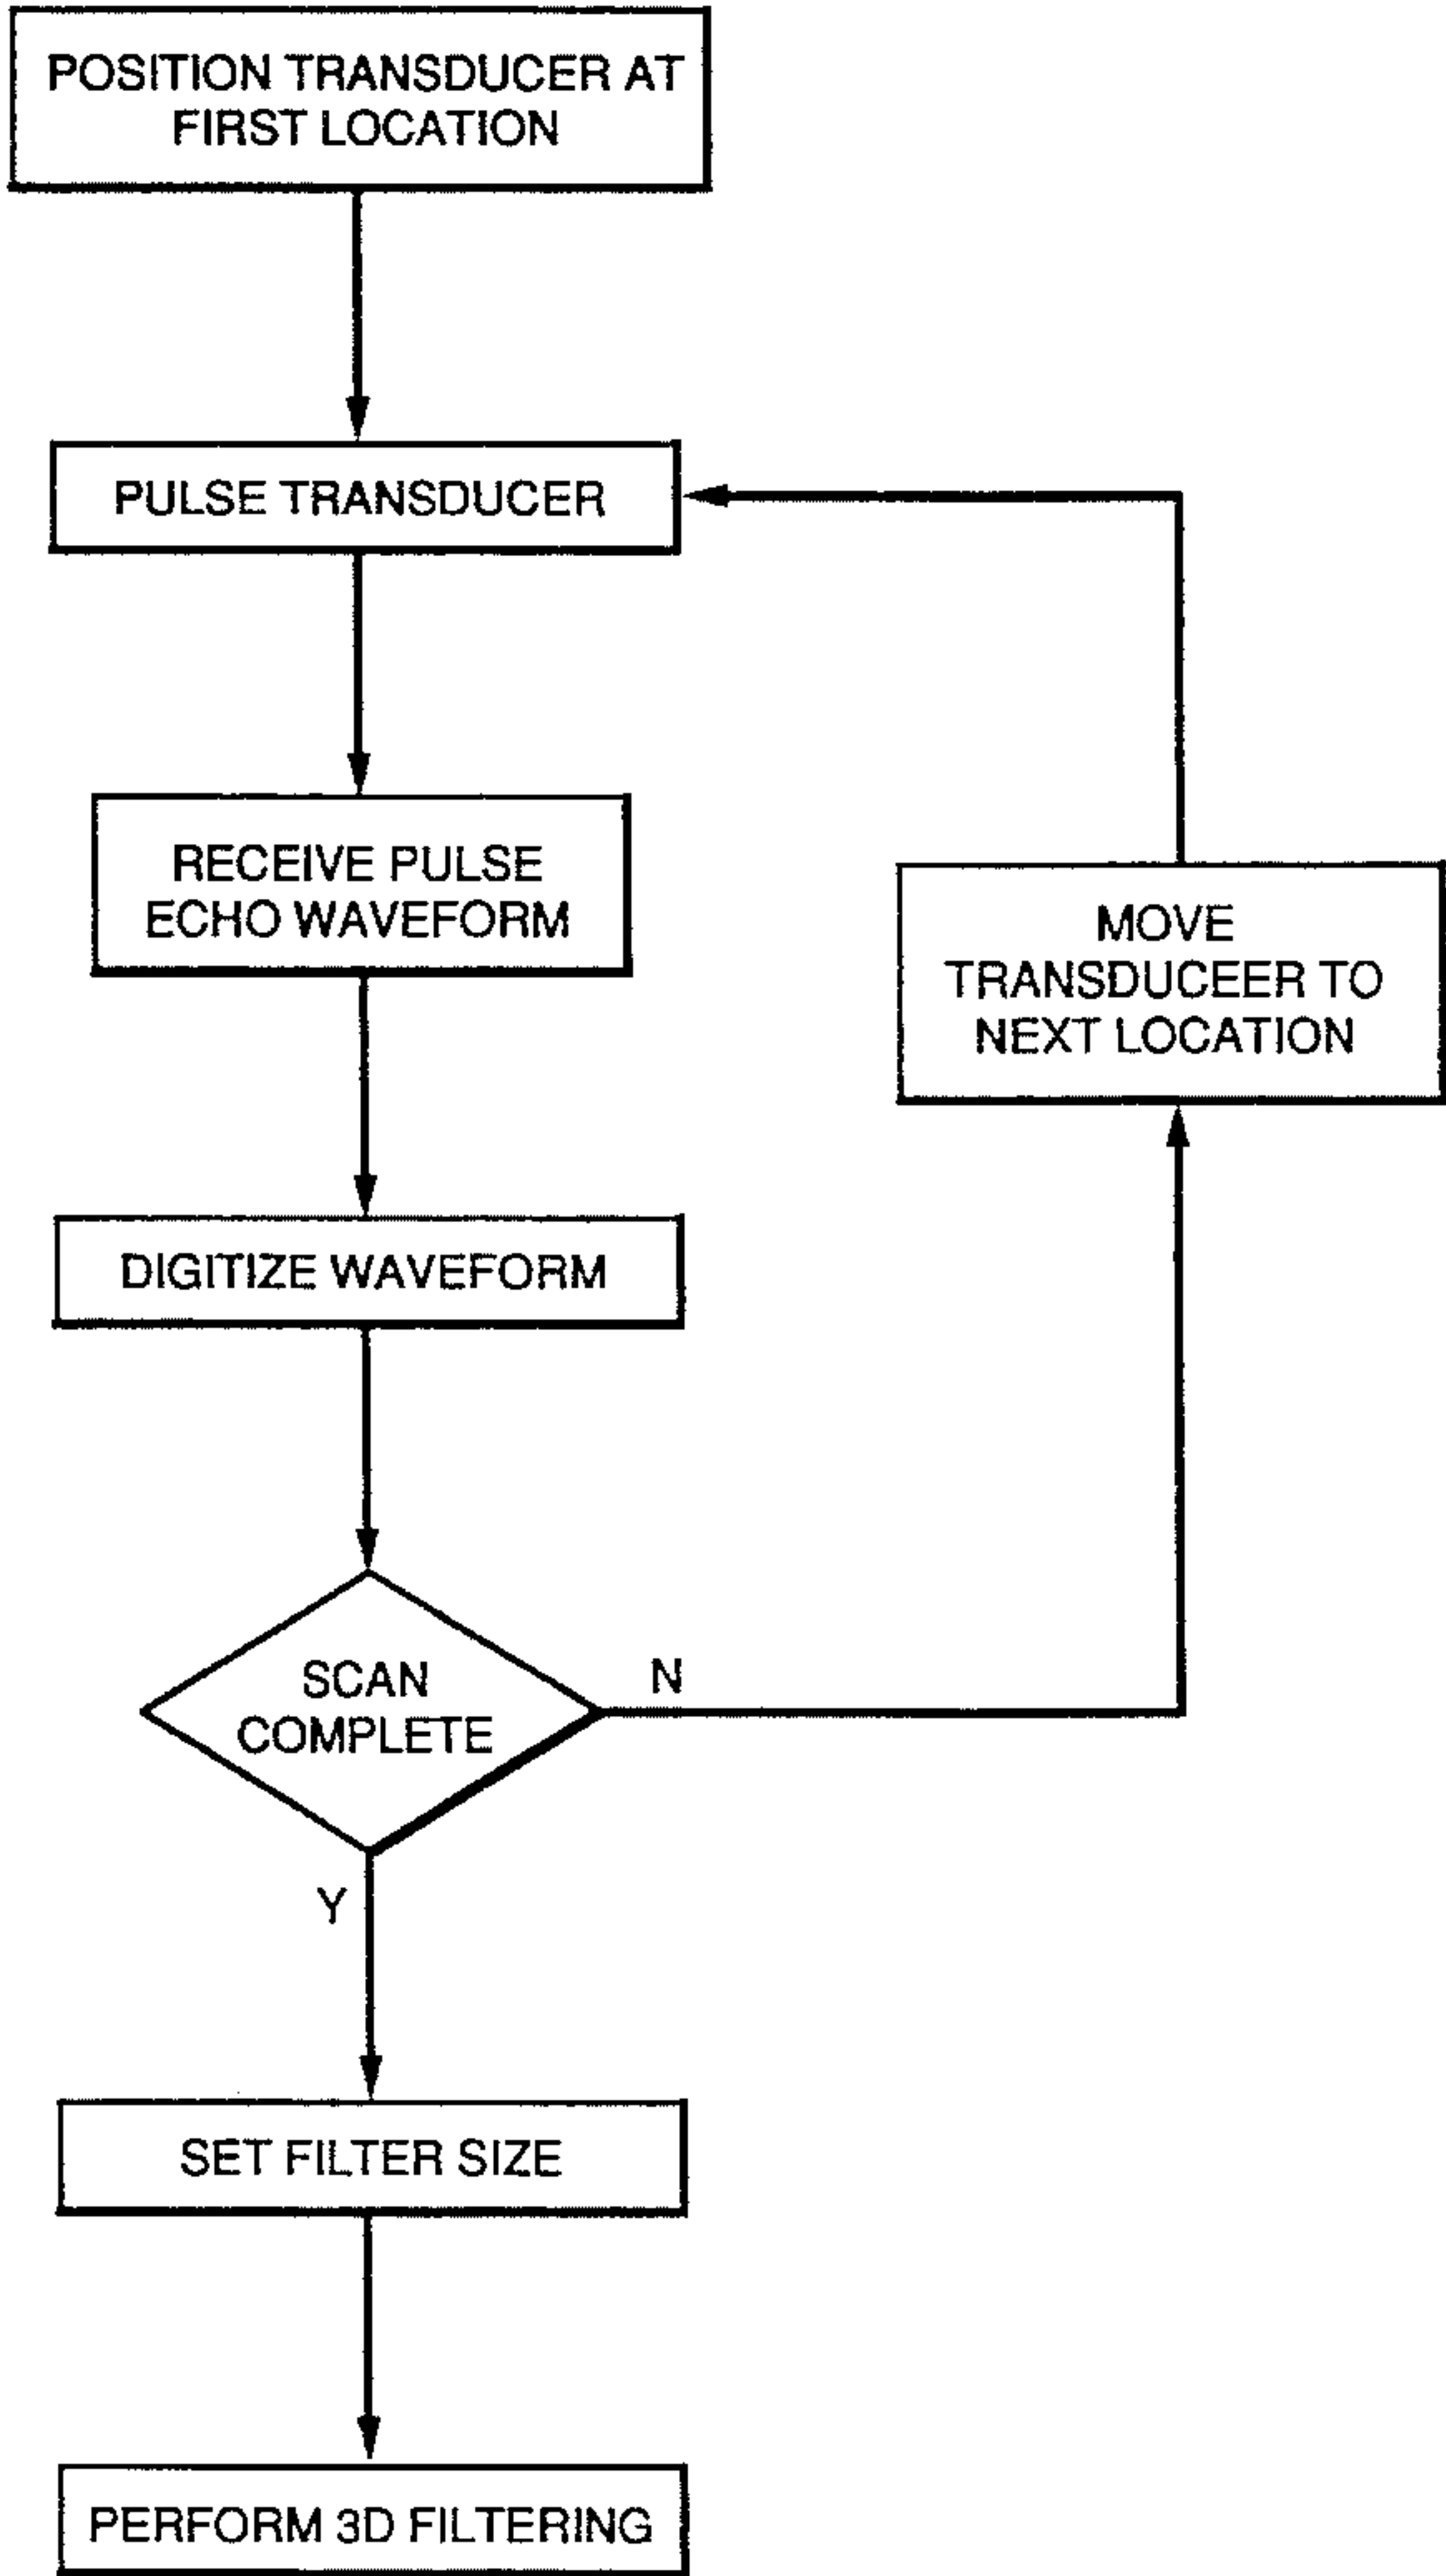 POSITION TRANSDUCER AT
FIRST LOCATION
PULSE TRANSDUCER
RECEIVE PULSE
ECHO WAVEFORM
MOVE
TRANSDUCEER TO
NEXT LOCATION
DIGITIZE WAVEFORM
SCAN
COMPLETE
N
Y
SET FILTER SIZE
PERFORM 3D FILTERING